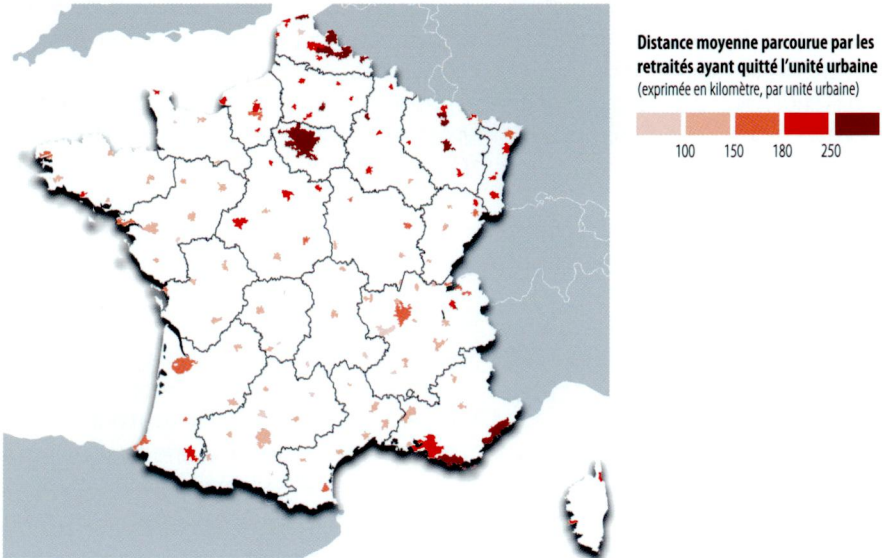 Distance moyenne parcourue par les
retraités ayant quitté l'unité urbaine
(exprimée en kilomètre, par unité urbaine)
100 150 180 250